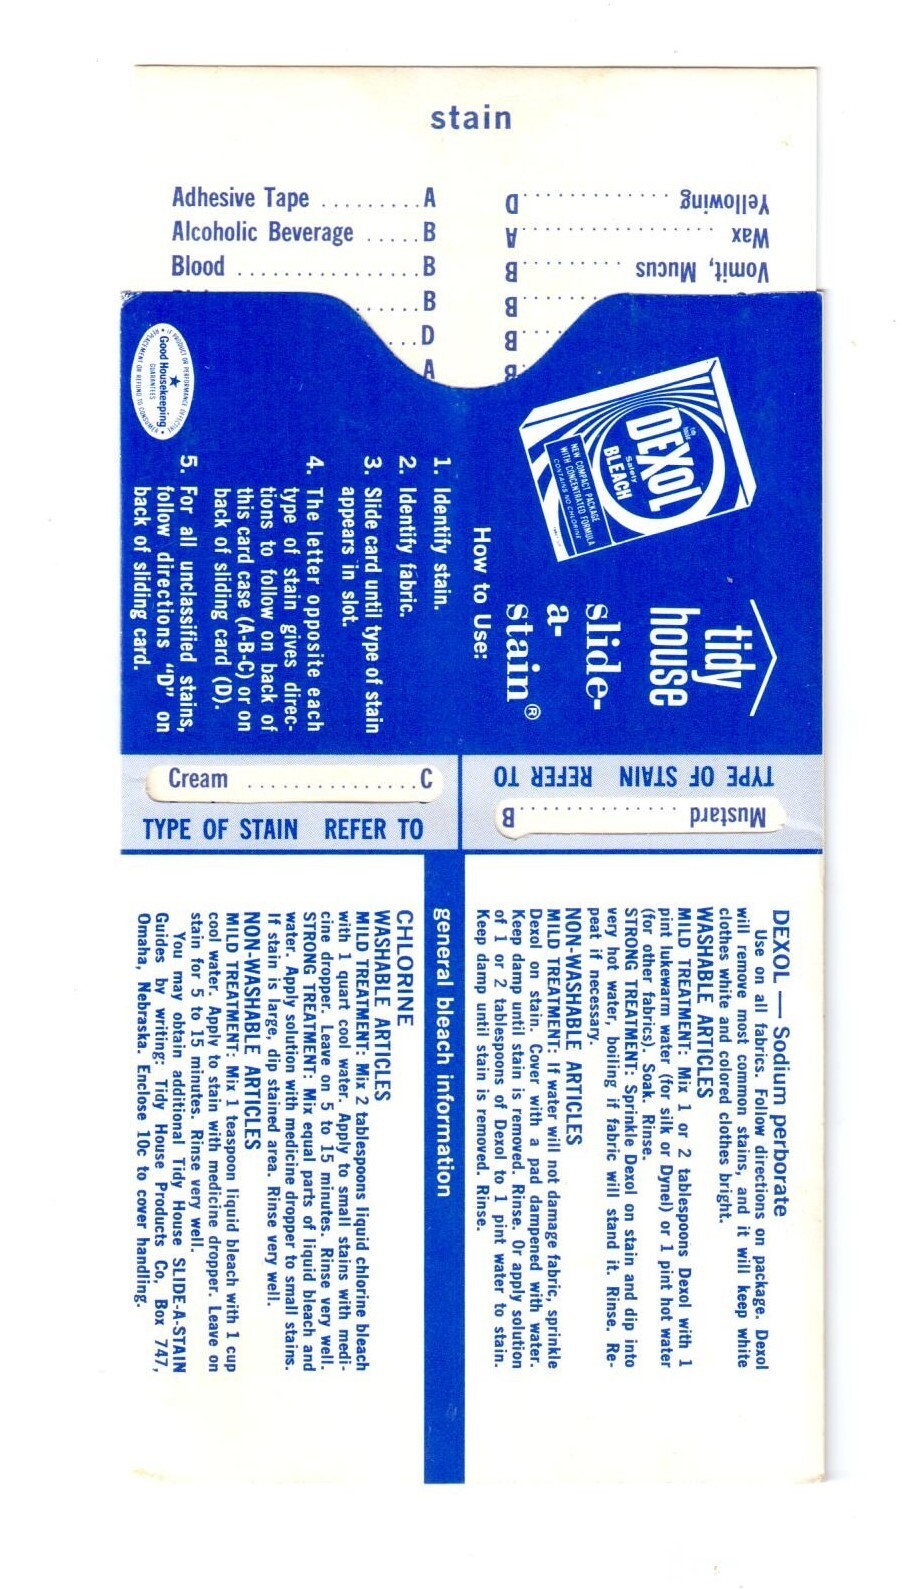 stain
Adhesive Tape ......... A
Alcoholic Beverage ..... B
Blood ................ B
B
D
A
Yellowing ............... D
Wax ................... A
Vomit, Mucus ......... B
B
B
B
tidy
house
slide-
a-
stain®
DEXOL
Safety
BLEACH
NEW COMPACT PACKAGE
WITH CONCENTRATED FORMULA
CONTAINS NO CHLORINE
How to Use:
1. Identify stain.
2. Identify fabric.
3. Slide card until type of stain
appears in slot.
4. The letter opposite each
type of stain gives direc-
tions to follow on back of
this card case (A-B-C) or on
back of sliding card (D).
5. For all unclassified stains,
follow directions "D" on
back of sliding card.
IF PRODUCT OR PERFORMANCE DEFECTIVE
Good Housekeeping
GUARANTEES
REPLACEMENT OR REFUND TO CONSUMER
Cream ................ C
TYPE OF STAIN REFER TO
TYPE OF STAIN REFER TO
Mustard ................ B
general bleach information
DEXOL — Sodium perborate
Use on all fabrics. Follow directions on package. Dexol
will remove most common stains, and it will keep white
clothes white and colored clothes bright.
WASHABLE ARTICLES
MILD TREATMENT: Mix 1 or 2 tablespoons Dexol with 1
pint lukewarm water (for silk or Dynel) or 1 pint hot water
(for other fabrics). Soak. Rinse.
STRONG TREATMENT: Sprinkle Dexol on stain and dip into
very hot water, boiling if fabric will stand it. Rinse. Re-
peat if necessary.
NON-WASHABLE ARTICLES
MILD TREATMENT: If water will not damage fabric, sprinkle
Dexol on stain. Cover with a pad dampened with water.
Keep damp until stain is removed. Rinse. Or apply solution
of 1 or 2 tablespoons of Dexol to 1 pint water to stain.
Keep damp until stain is removed. Rinse.
CHLORINE
WASHABLE ARTICLES
MILD TREATMENT: Mix 2 tablespoons liquid chlorine bleach
with 1 quart cool water. Apply to small stains with medi-
cine dropper. Leave on 5 to 15 minutes. Rinse very well.
STRONG TREATMENT: Mix equal parts of liquid bleach and
water. Apply solution with medicine dropper to small stains.
If stain is large, dip stained area. Rinse very well.
NON-WASHABLE ARTICLES
MILD TREATMENT: Mix 1 teaspoon liquid bleach with 1 cup
cool water. Apply to stain with medicine dropper. Leave on
stain for 5 to 15 minutes. Rinse very well.
You may obtain additional Tidy House SLIDE-A-STAIN
Guides by writing: Tidy House Products Co, Box 747,
Omaha, Nebraska. Enclose 10c to cover handling.